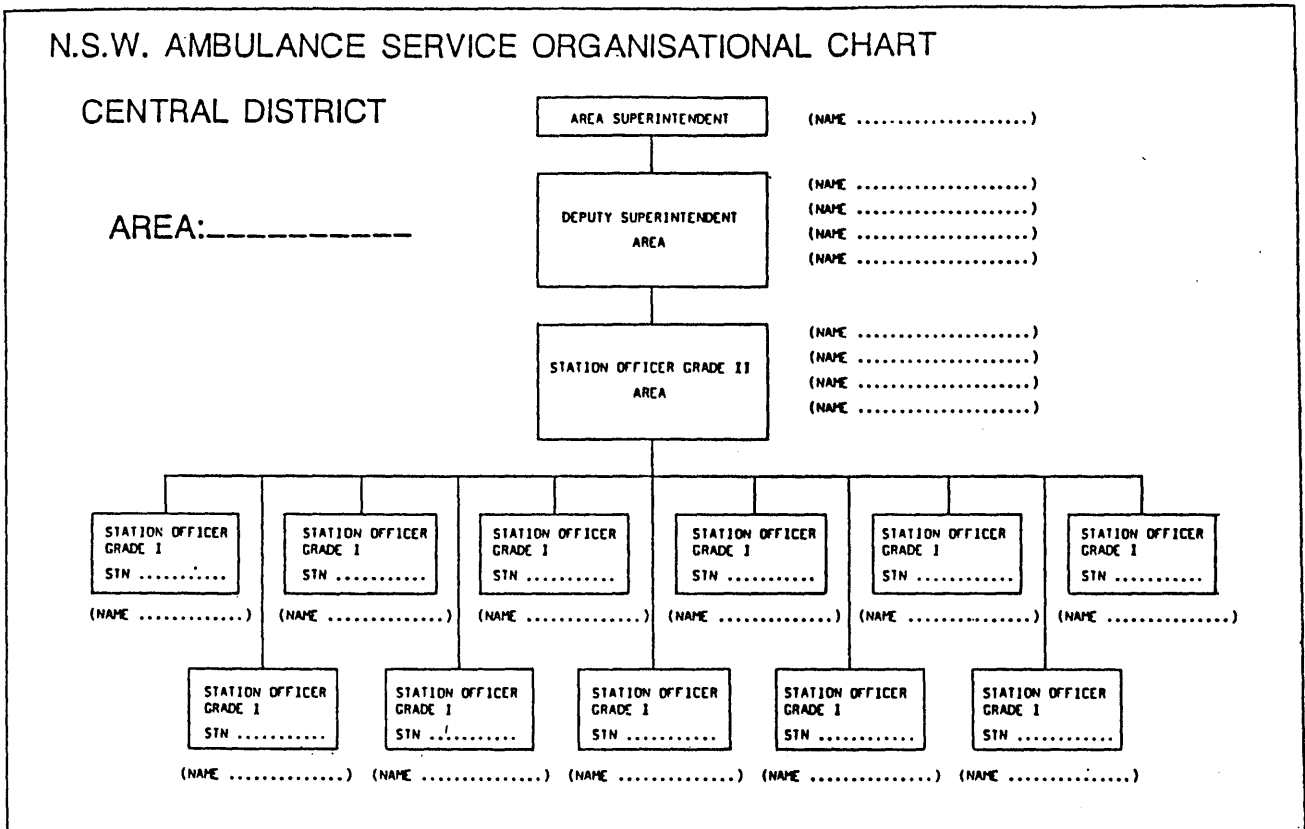 N.S.W. AMBULANCE SERVICE ORGANISATIONAL CHART
CENTRAL DISTRICT
AREA:__________
AREA SUPERINTENDENT
(NAME .....................)
DEPUTY SUPERINTENDENT
AREA
(NAME .....................)
(NAME .....................)
(NAME .....................)
(NAME .....................)
STATION OFFICER GRADE II
AREA
(NAME .....................)
(NAME .....................)
(NAME .....................)
(NAME .....................)
STATION OFFICER
GRADE I
STN ...........
(NAME .............)
STATION OFFICER
GRADE I
STN ...........
(NAME ..............)
STATION OFFICER
GRADE I
STN ...........
(NAME .............)
STATION OFFICER
GRADE I
STN ...........
(NAME ..............)
STATION OFFICER
GRADE I
STN ...........
(NAME ...............)
STATION OFFICER
GRADE I
STN ...........
(NAME ...............)
STATION OFFICER
GRADE I
STN ...........
(NAME ..............)
STATION OFFICER
GRADE I
STN ...........
(NAME ..............)
STATION OFFICER
GRADE I
STN ...........
(NAME ..............)
STATION OFFICER
GRADE I
STN ............
(NAME ...............)
STATION OFFICER
GRADE I
STN ............
(NAME ...............)